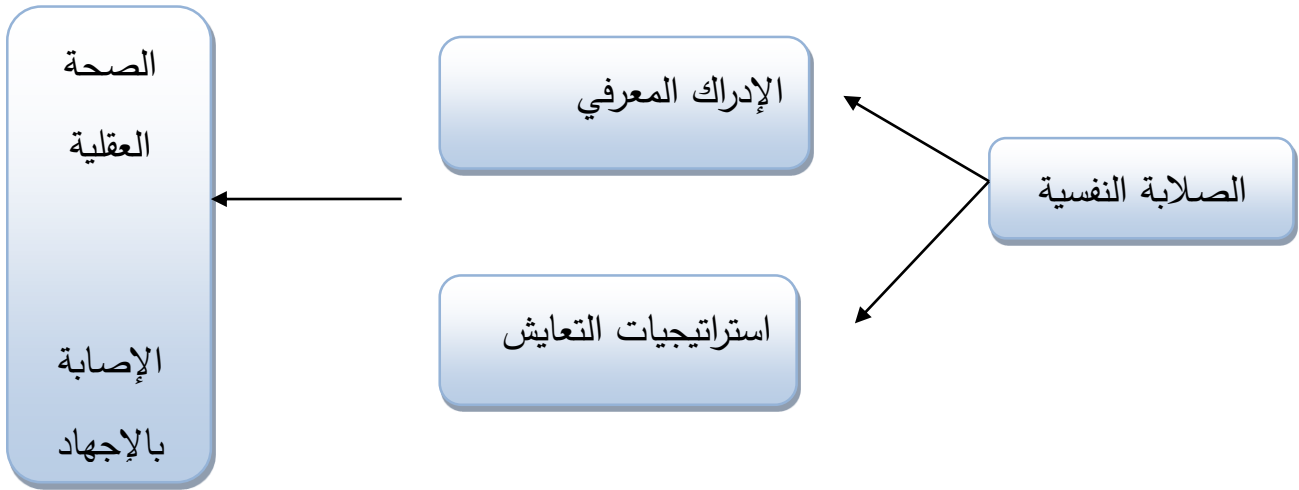 الصلابة النفسية
الإدراك المعرفي
استراتيجيات التعايش
الصحة
العقلية
الإصابة
بالإجهاد